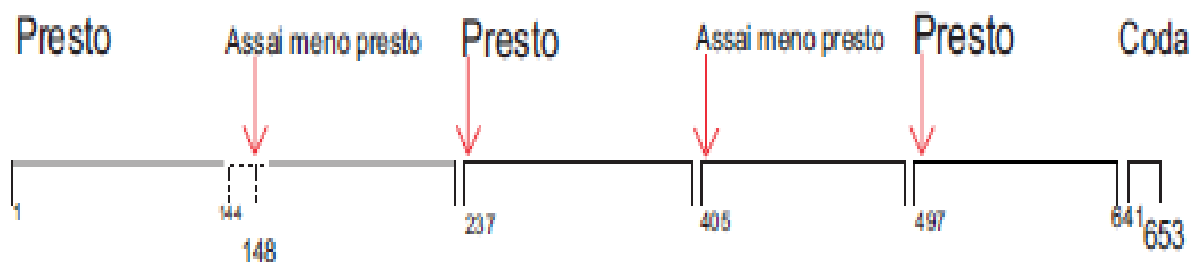 Presto Assai meno presto Presto Assai meno presto Presto Coda
1 144 148 237 405 497 641 653